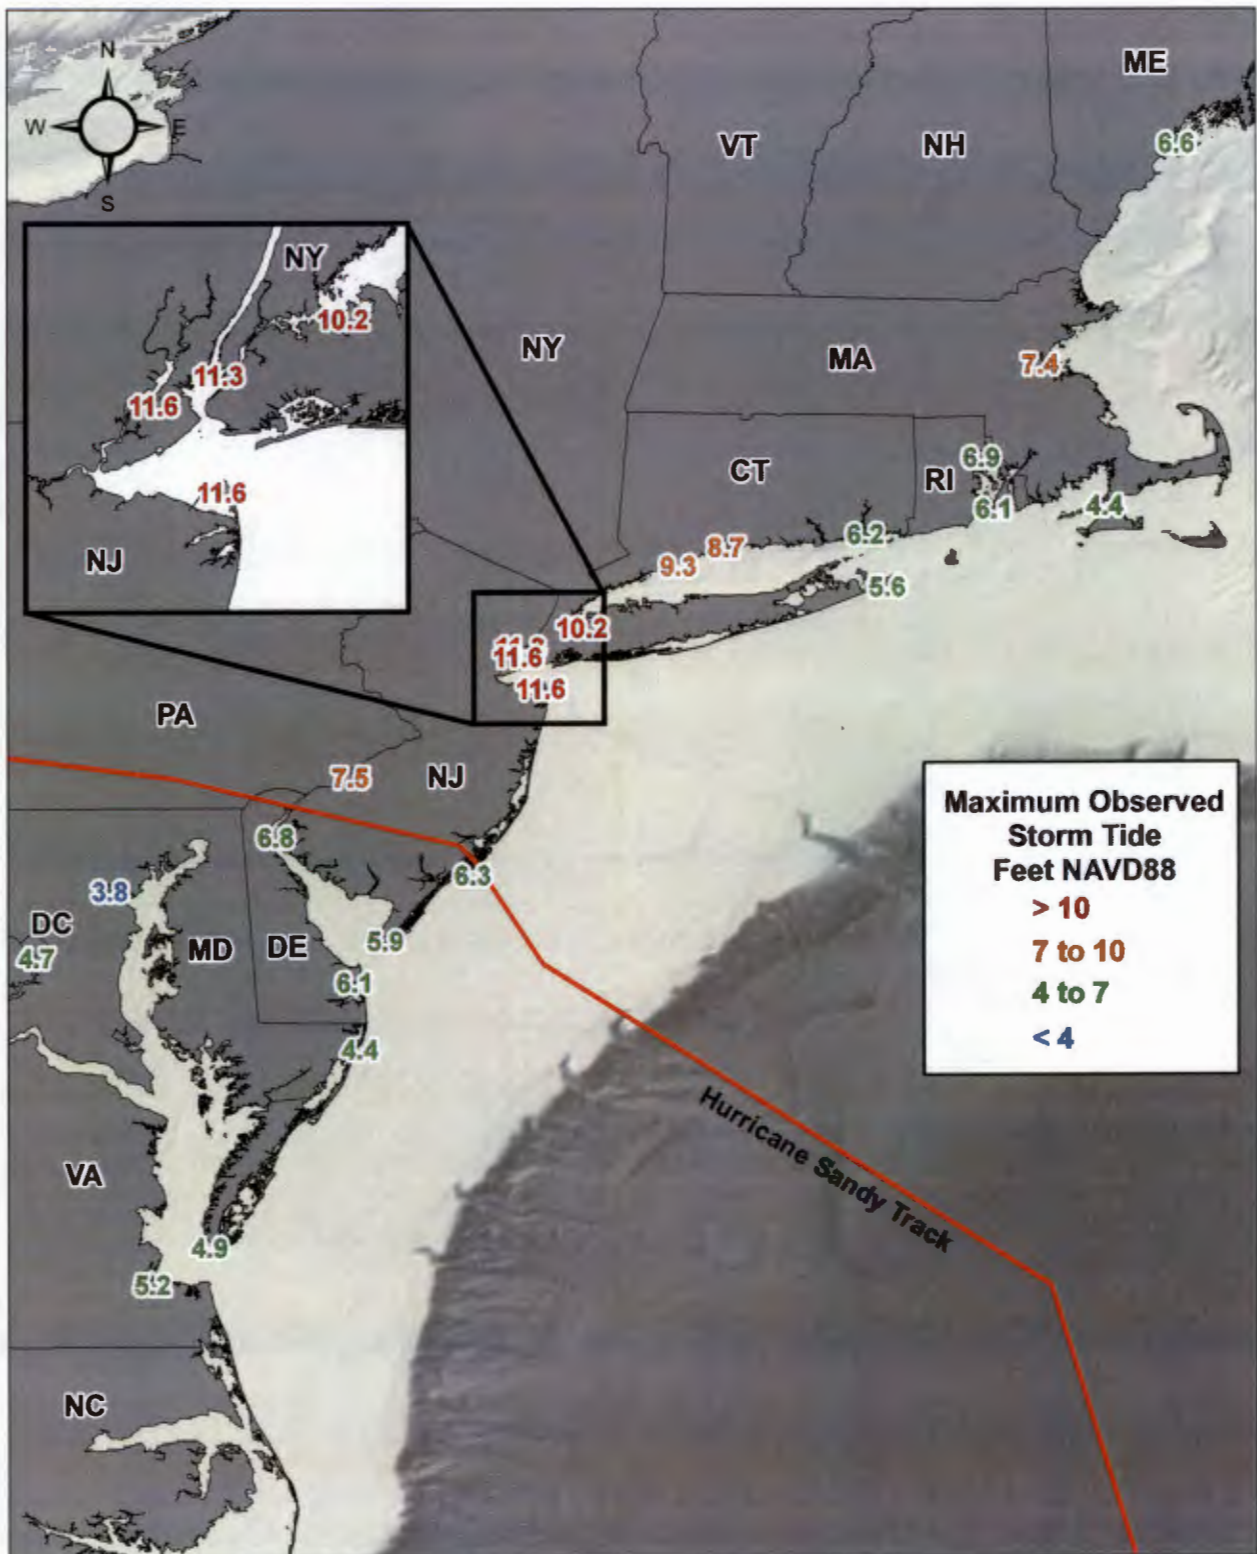 N
W
E
S
ME
6.6
VT
NH
NY
10.2
11.3
11.6
11.6
NJ
NY
MA
7.4
CT
RI
6.9
6.1
4.4
6.2
8.7
9.3
5.6
10.2
11.6
11.6
PA
7.5
NJ
6.8
6.3
3.8
DC
4.7
MD
DE
5.9
6.1
4.4
VA
4.9
5.2
NC
Maximum Observed
Storm Tide
Feet NAVD88
> 10
7 to 10
4 to 7
< 4
Hurricane Sandy Track